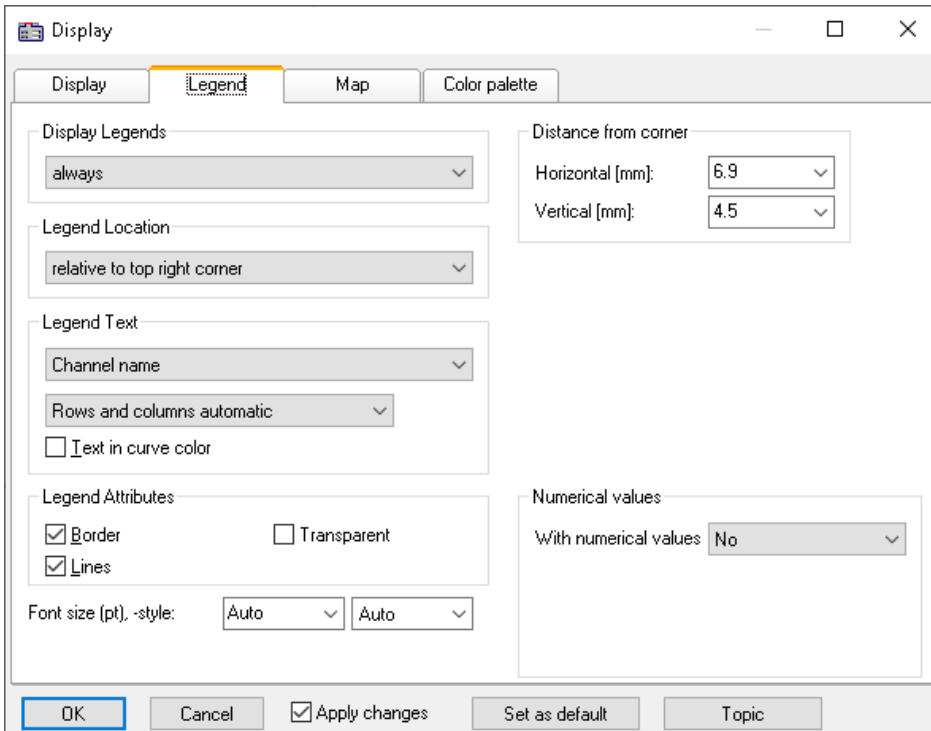 Display
Display Legend Map Color palette
Display Legends
always
Distance from corner
Horizontal [mm]: 6.9
Vertical [mm]: 4.5
Legend Location
relative to top right corner
Legend Text
Channel name
Rows and columns automatic
Text in curve color
Legend Attributes
Border Transparent
Lines
Numerical values
With numerical values No
Font size (pt), -style: Auto Auto
OK Cancel Apply changes Set as default Topic